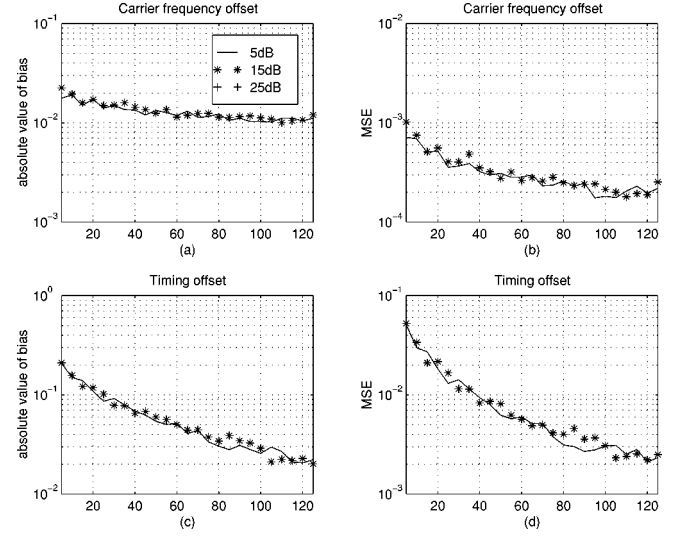 Carrier frequency offset
10^-1
10^-2
10^-3
absolute value of bias
5dB
15dB
25dB
20 40 60 80 100 120
(a)
Carrier frequency offset
10^-2
10^-3
10^-4
MSE
20 40 60 80 100 120
(b)
Timing offset
10^0
10^-1
10^-2
absolute value of bias
20 40 60 80 100 120
(c)
Timing offset
10^-1
10^-2
10^-3
MSE
20 40 60 80 100 120
(d)